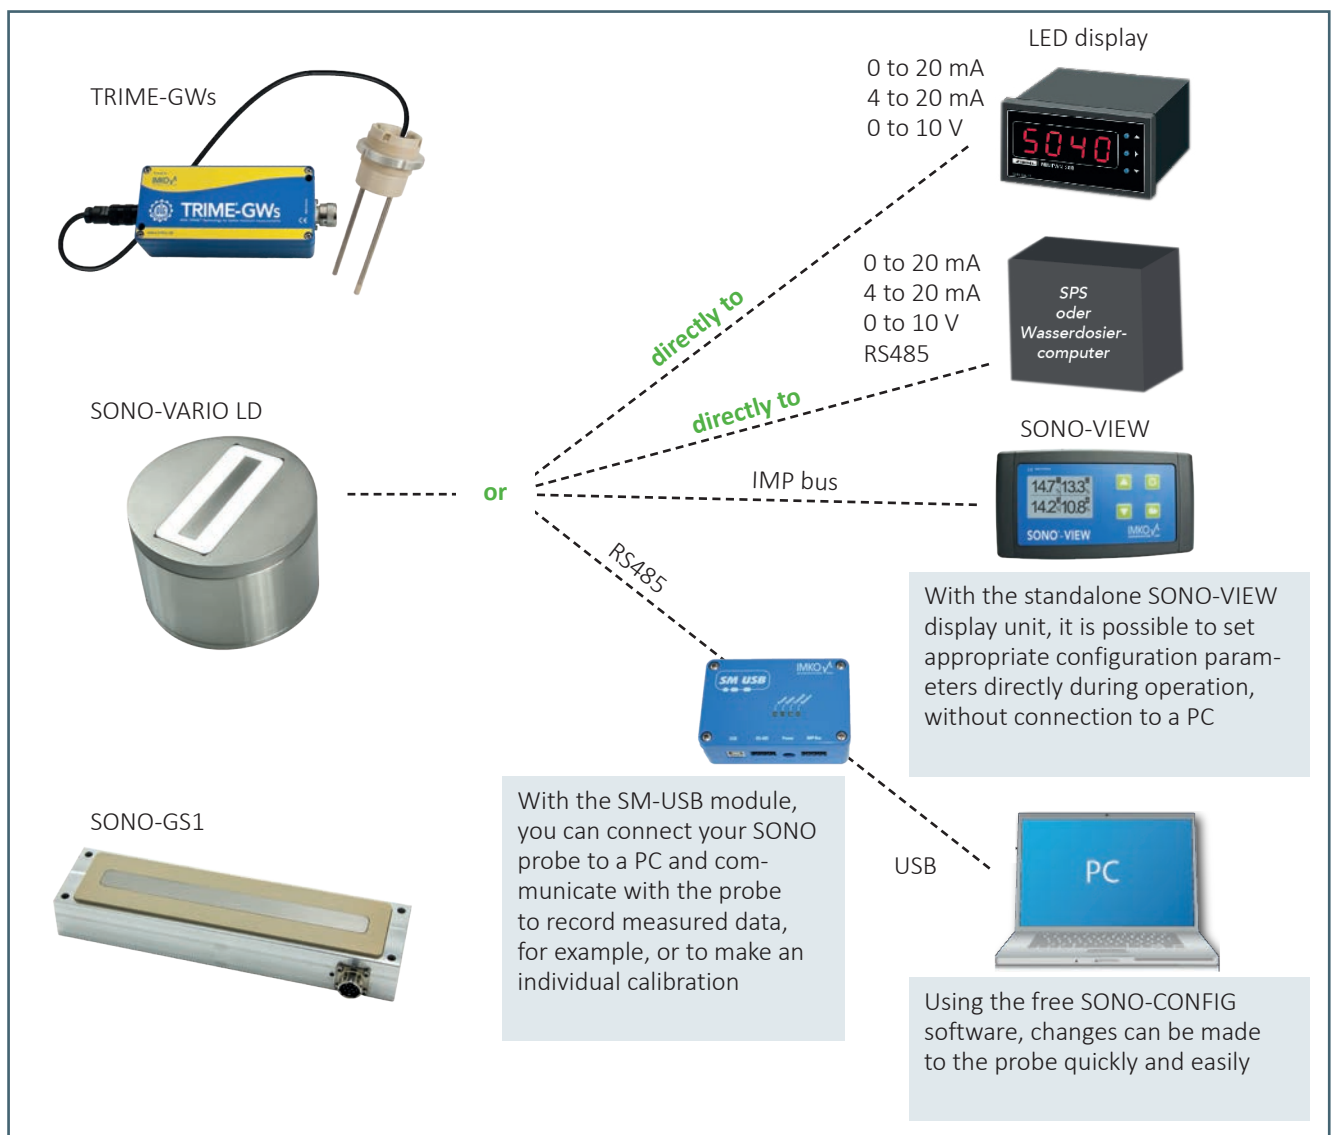 LED display
0 to 20 mA
4 to 20 mA
0 to 10 V
5040
TRIME-GWs
IMKO
TRIME-GWs
directly to
0 to 20 mA
4 to 20 mA
0 to 10 V
RS485
SPS
oder
Wasserdosier-
computer
directly to
SONO-VARIO LD
or
IMP bus
SONO-VIEW
14.7 13.3
14.2 10.8
SONO-VIEW
IMKO
RS485
With the standalone SONO-VIEW
display unit, it is possible to set
appropriate configuration param-
eters directly during operation,
without connection to a PC
IMKO
SM USB
With the SM-USB module,
you can connect your SONO
probe to a PC and com-
municate with the probe
to record measured data,
for example, or to make an
individual calibration
SONO-GS1
USB
PC
Using the free SONO-CONFIG
software, changes can be made
to the probe quickly and easily